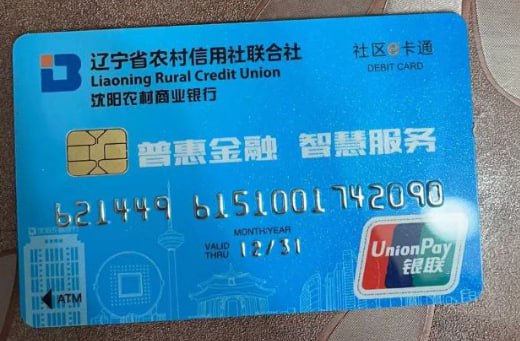 辽宁省农村信用社联合社
Liaoning Rural Credit Union
沈阳农村商业银行
社区e卡通
DEBIT CARD
普惠金融 智慧服务
621449 6151001742090
MONTH/YEAR
VALID THRU 12/31
UnionPay
银联
ATM